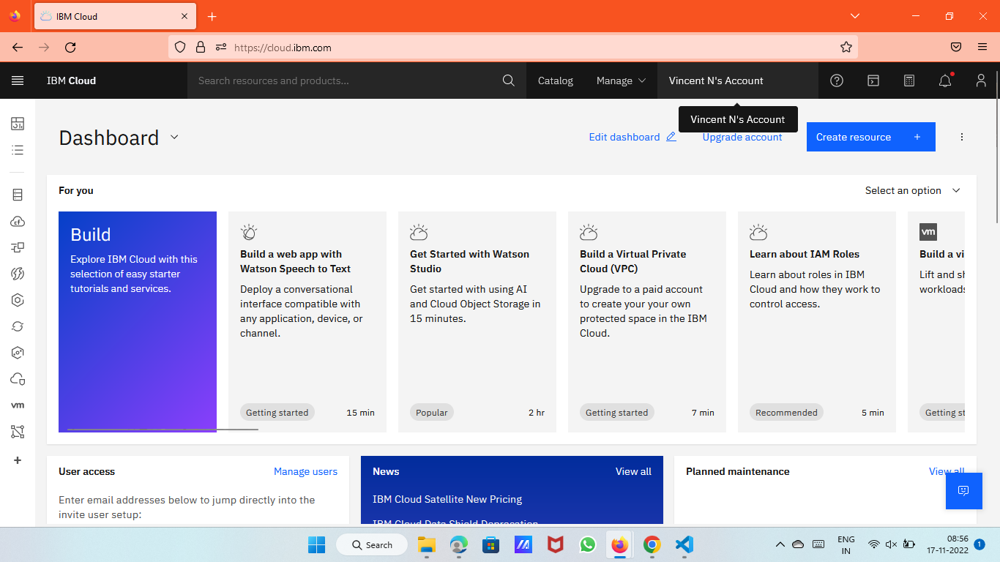 IBM Cloud
https://cloud.ibm.com
IBM Cloud
Search resources and products...
Catalog
Manage
Vincent N's Account
Vincent N's Account
Dashboard
Edit dashboard
Upgrade account
Create resource
For you
Select an option
Build
Explore IBM Cloud with this
selection of easy starter
tutorials and services.
Build a web app with
Watson Speech to Text
Deploy a conversational
interface compatible with
any application, device, or
channel.
Getting started
15 min
Get Started with Watson
Studio
Get started with using AI
and Cloud Object Storage in
15 minutes.
Popular
2 hr
Build a Virtual Private
Cloud (VPC)
Upgrade to a paid account
to create your your own
protected space in the IBM
Cloud.
Getting started
7 min
Learn about IAM Roles
Learn about roles in IBM
Cloud and how they work to
control access.
Recommended
5 min
vm
Build a vi
Lift and sh
workloads
Getting st
cf
vm
User access
Manage users
Enter email addresses below to jump directly into the
invite user setup:
News
View all
IBM Cloud Satellite New Pricing
IBM Cloud Data Shield Deprecation
Planned maintenance
View all
Search
ENG
IN
08:56
17-11-2022
1